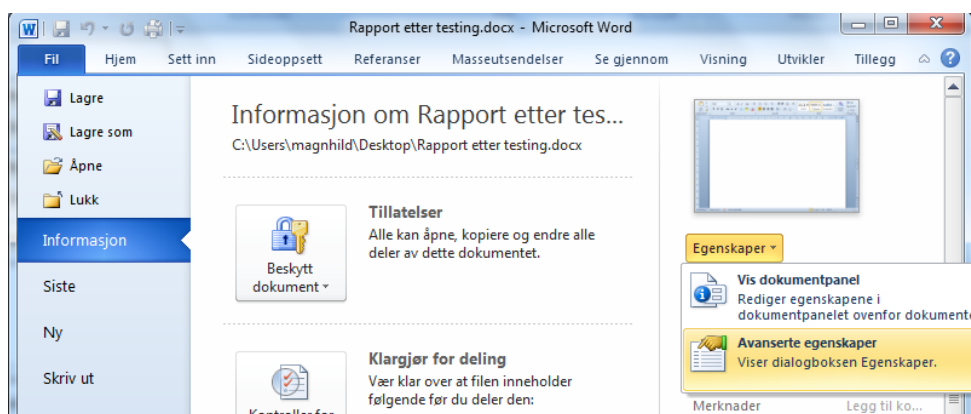 Rapport etter testing.docx - Microsoft Word
Fil Hjem Sett inn Sideoppsett Referanser Masseutsendelser Se gjennom Visning Utvikler Tillegg
Lagre
Lagre som
Åpne
Lukk
Informasjon
Siste
Ny
Skriv ut
Informasjon om Rapport etter tes...
C:\Users\magnhild\Desktop\Rapport etter testing.docx
Beskytt
dokument
Tillatelser
Alle kan åpne, kopiere og endre alle
deler av dette dokumentet.
Kontroller for
Klargjør for deling
Vær klar over at filen inneholder
følgende før du deler den:
Egenskaper
Vis dokumentpanel
Rediger egenskapene i
dokumentpanelet ovenfor dokumente
Avanserte egenskaper
Viser dialogboksen Egenskaper.
Merknader Legg til ko...